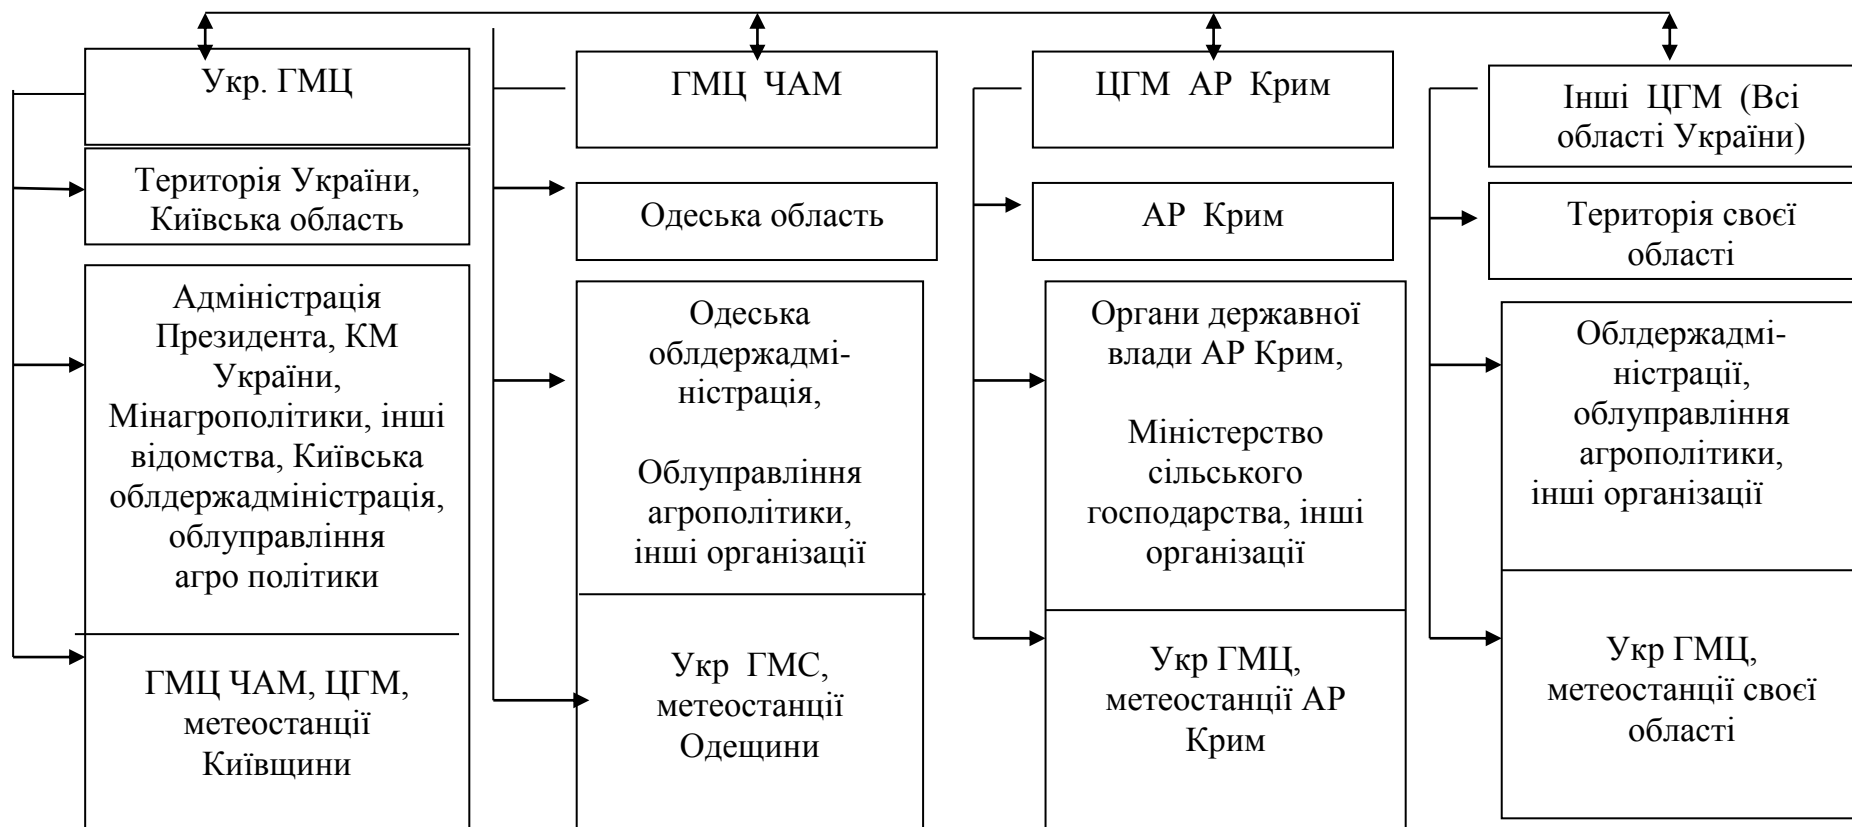 Укр. ГМЦ
Територія України,
Київська область
Адміністрація
Президента, КМ
України,
Мінагрополітики, інші
відомства, Київська
облдержадміністрація,
облуправління
агро політики
ГМЦ ЧАМ, ЦГМ,
метеостанції
Київщини
ГМЦ ЧАМ
Одеська область
Одеська
облдержадмі-
ністрація,
Облуправління
агрополітики,
інші організації
Укр ГМС,
метеостанції
Одещини
ЦГМ АР Крим
АР Крим
Органи державної
влади АР Крим,
Міністерство
сільського
господарства, інші
організації
Укр ГМЦ,
метеостанції АР
Крим
Інші ЦГМ (Всі
області України)
Територія своєї
області
Облдержадмі-
ністрації,
облуправління
агрополітики,
інші організації
Укр ГМЦ,
метеостанції своєї
області